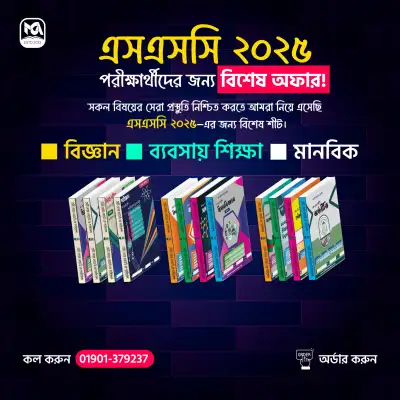 এসএসসি ২০২৫
পরীক্ষার্থীদের জন্য বিশেষ অফার!
সকল বিষয়ের সেরা প্রস্তুতি নিশ্চিত করতে আমরা নিয়ে এসেছি
এসএসসি ২০২৫-এর জন্য বিশেষ শীট।
বিজ্ঞান ব্যবসায় শিক্ষা মানবিক
কল করুন 01901-379237
ORDER
অর্ডার করুন